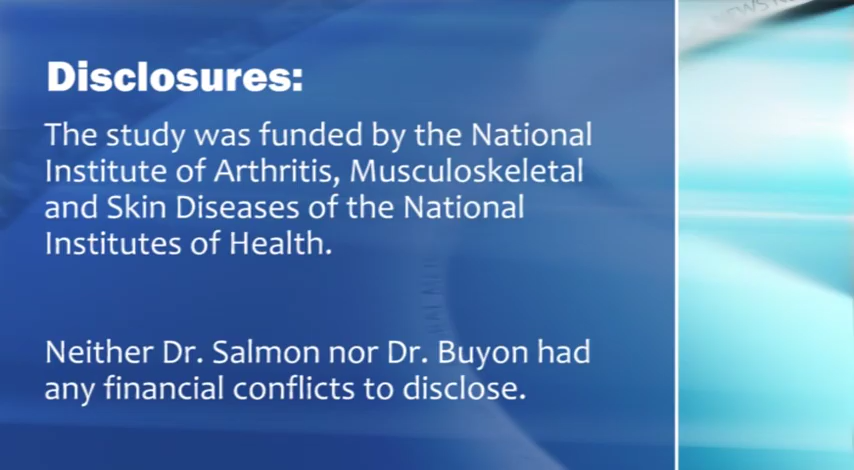 Disclosures:
The study was funded by the National
Institute of Arthritis, Musculoskeletal
and Skin Diseases of the National
Institutes of Health.
Neither Dr. Salmon nor Dr. Buyon had
any financial conflicts to disclose.